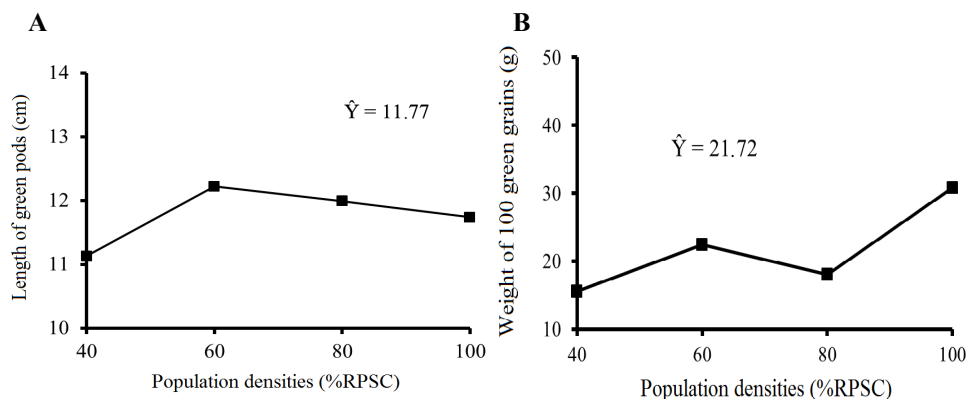 A
Length of green pods (cm)
14
13
12
11
10
Ŷ = 11.77
40 60 80 100
Population densities (%RPSC)
B
Weight of 100 green grains (g)
50
40
30
20
10
Ŷ = 21.72
40 60 80 100
Population densities (%RPSC)